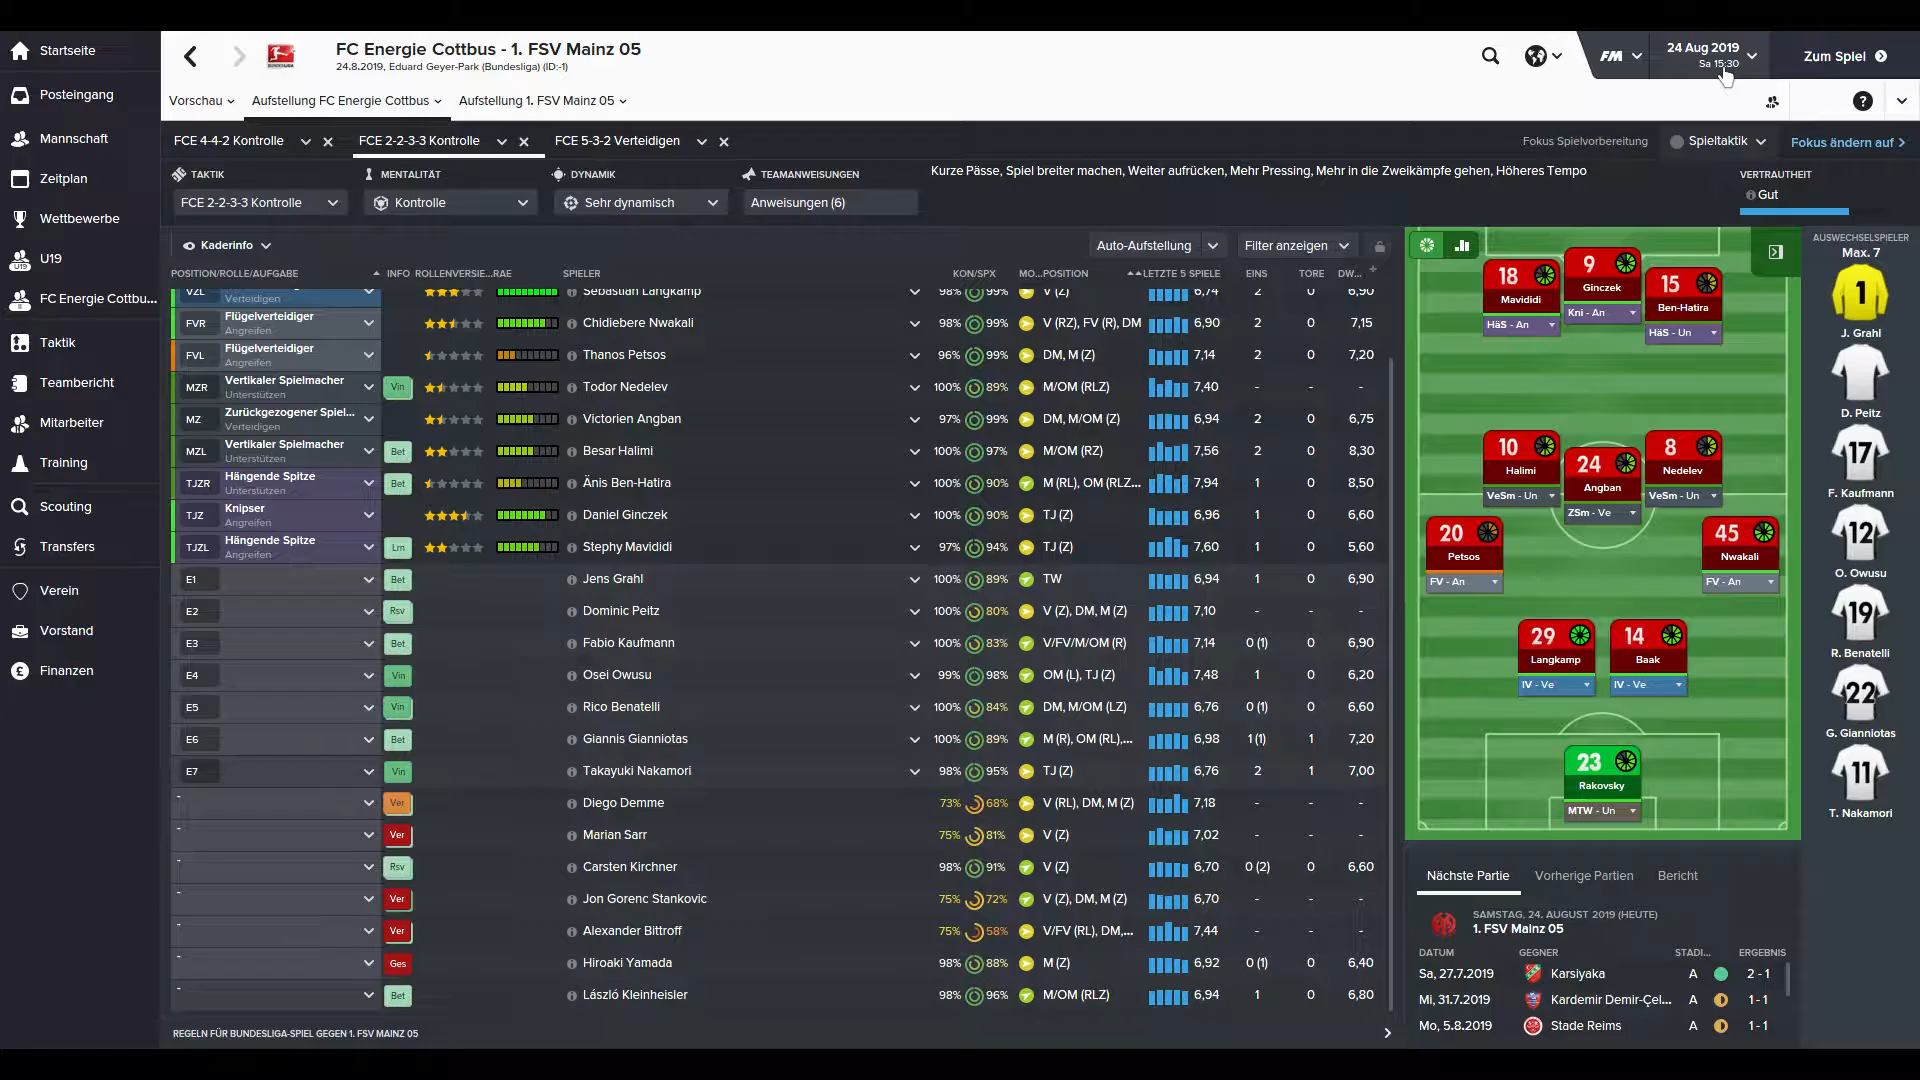 Startseite
Posteingang
Mannschaft
Zeitplan
Wettbewerbe
U19
FC Energie Cottbu...
Taktik
Teambericht
Mitarbeiter
Training
Scouting
Transfers
Verein
Vorstand
Finanzen
FC Energie Cottbus - 1. FSV Mainz 05
24.8.2019, Eduard Geyer-Park (Bundesliga) (ID:-1)
FM
24 Aug 2019
Sa 15:30
Zum Spiel
Vorschau
Aufstellung FC Energie Cottbus
Aufstellung 1. FSV Mainz 05
FCE 4-4-2 Kontrolle
FCE 2-2-3-3 Kontrolle
FCE 5-3-2 Verteidigen
Fokus Spielvorbereitung
Spieltaktik
Fokus ändern auf >
TAKTIK
FCE 2-2-3-3 Kontrolle
MENTALITÄT
Kontrolle
DYNAMIK
Sehr dynamisch
TEAMANWEISUNGEN
Anweisungen (6)
Kurze Pässe, Spiel breiter machen, Weiter aufrücken, Mehr Pressing, Mehr in die Zweikämpfe gehen, Höheres Tempo
VERTRAUTHEIT
Gut
Kaderinfo
Auto-Aufstellung
Filter anzeigen
POSITION/ROLLE/AUFGABE INFO ROLLENVERSIE...RAE SPIELER KON/SPX MO...POSITION LETZTE 5 SPIELE EINS TORE DW...
VZL Verteidigen Sebastian Langkamp 98% 99% V (Z) 6,74 2 0 6,90
FVR Flügelverteidiger Angreifen Chidiebere Nwakali 98% 99% V (RZ), FV (R), DM 6,90 2 0 7,15
FVL Flügelverteidiger Angreifen Thanos Petsos 96% 99% DM, M (Z) 7,14 2 0 7,20
MZR Vertikaler Spielmacher Unterstützen Vin Todor Nedelev 100% 89% M/OM (RLZ) 7,40 - - -
MZ Zurückgezogener Spiel... Verteidigen Victorien Angban 97% 99% DM, M/OM (Z) 6,94 2 0 6,75
MZL Vertikaler Spielmacher Unterstützen Bet Besar Halimi 100% 97% M/OM (RZ) 7,56 2 0 8,30
TJZR Hängende Spitze Unterstützen Bet Änis Ben-Hatira 100% 90% M (RL), OM (RLZ... 7,94 1 0 8,50
TJZ Knipser Angreifen Daniel Ginczek 100% 90% TJ (Z) 6,96 1 0 6,60
TJZL Hängende Spitze Angreifen Lrn Stephy Mavididi 97% 94% TJ (Z) 7,60 1 0 5,60
E1 Bet Jens Grahl 100% 89% TW 6,94 1 0 6,90
E2 Rsv Dominic Peitz 100% 80% V (Z), DM, M (Z) 7,10 - - -
E3 Bet Fabio Kaufmann 100% 83% V/FV/M/OM (R) 7,14 0 (1) 0 6,90
E4 Vin Osei Owusu 99% 98% OM (L), TJ (Z) 7,48 1 0 6,20
E5 Vin Rico Benatelli 100% 84% DM, M/OM (LZ) 6,76 0 (1) 0 6,60
E6 Bet Giannis Gianniotas 100% 89% M (R), OM (RL),... 6,98 1 (1) 1 7,20
E7 Vin Takayuki Nakamori 98% 95% TJ (Z) 6,76 2 1 7,00
- Ver Diego Demme 73% 68% V (RL), DM, M (Z) 7,18 - - -
- Ver Marian Sarr 75% 81% V (Z) 7,02 - - -
- Rsv Carsten Kirchner 98% 91% V (Z) 6,70 0 (2) 0 6,60
- Ver Jon Gorenc Stankovic 75% 72% V (Z), DM, M (Z) 6,70 - - -
- Ver Alexander Bittroff 75% 58% V/FV (RL), DM,... 7,44 - - -
- Ges Hiroaki Yamada 98% 88% M (Z) 6,92 0 (1) 0 6,40
- Bet László Kleinheisler 98% 96% M/OM (RLZ) 6,94 1 0 6,80
REGELN FÜR BUNDESLIGA-SPIEL GEGEN 1. FSV MAINZ 05
18 Mavididi HäS - An
9 Ginczek Kni - An
15 Ben-Hatira HäS - Un
10 Halimi VeSm - Un
24 Angban ZSm - Ve
8 Nedelev VeSm - Un
20 Petsos FV - An
45 Nwakali FV - An
29 Langkamp IV - Ve
14 Baak IV - Ve
23 Rakovsky MTW - Un
AUSWECHSELSPIELER
Max. 7
1
J. Grahl
D. Peitz
17
F. Kaufmann
12
O. Owusu
19
R. Benatelli
22
G. Gianniotas
11
T. Nakamori
Nächste Partie
Vorherige Partien
Bericht
SAMSTAG, 24. AUGUST 2019 (HEUTE)
1. FSV Mainz 05
DATUM GEGNER STADI... ERGEBNIS
Sa, 27.7.2019 Karsiyaka A 2 - 1
Mi, 31.7.2019 Kardemir Demir-Çel... A 1 - 1
Mo, 5.8.2019 Stade Reims A 1 - 1